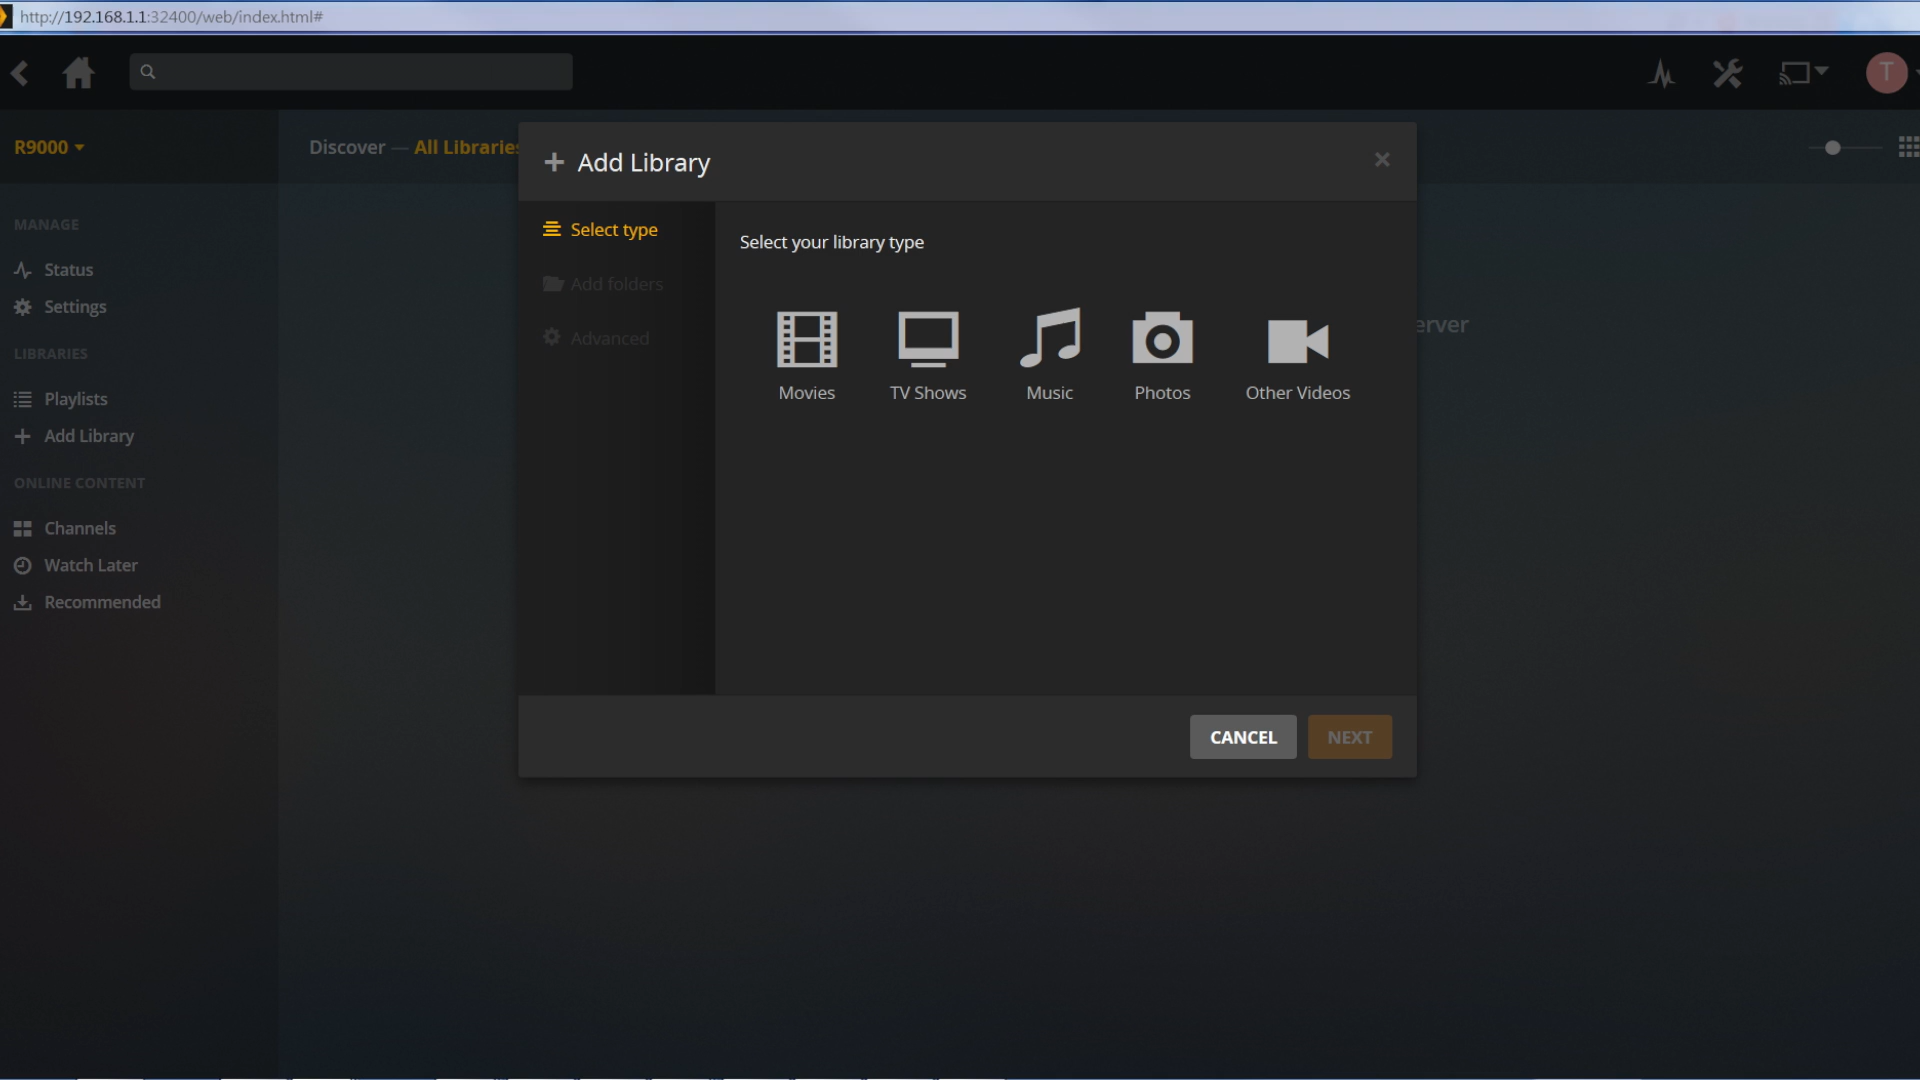 http://192.168.1.1:32400/web/index.html#
T
R9000
Discover — All Libraries
MANAGE
Status
Settings
LIBRARIES
Playlists
Add Library
ONLINE CONTENT
Channels
Watch Later
Recommended
Add Library
Select type
Add folders
Advanced
Select your library type
Movies
TV Shows
Music
Photos
Other Videos
erver
CANCEL
NEXT